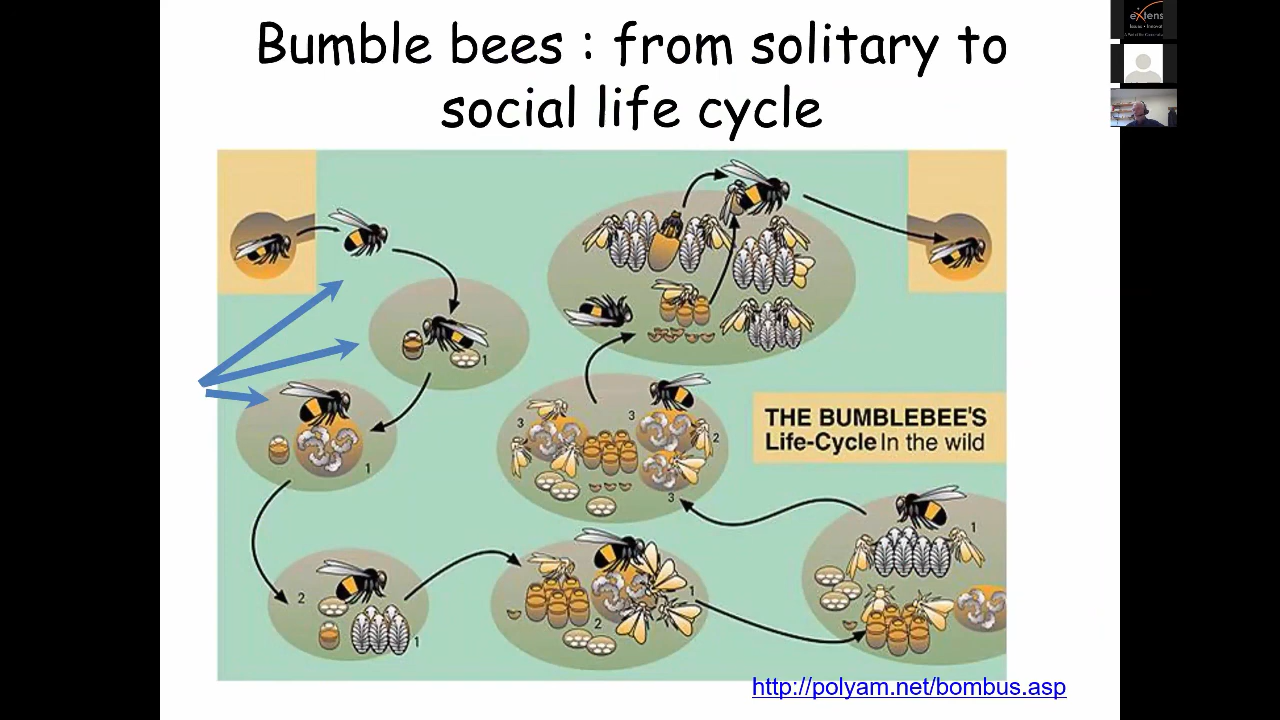 Bumble bees : from solitary to
social life cycle
eXtens
1
1
2
1
1
2
1
3
3
2
3
THE BUMBLEBEE'S
Life-Cycle In the wild
http://polyam.net/bombus.asp